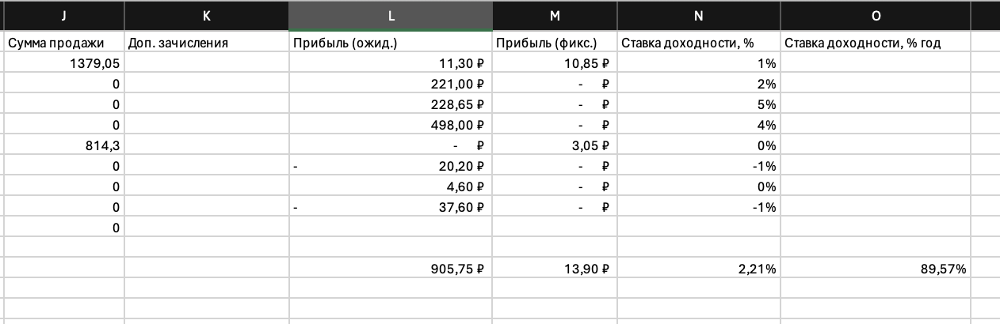 J K L M N O
Сумма продажи Доп. зачисления Прибыль (ожид.) Прибыль (фикс.) Ставка доходности, % Ставка доходности, % год
1379,05 11,30 ₽ 10,85 ₽ 1%
0 221,00 ₽ - ₽ 2%
0 228,65 ₽ - ₽ 5%
0 498,00 ₽ - ₽ 4%
814,3 - ₽ 3,05 ₽ 0%
0 - 20,20 ₽ - ₽ -1%
0 4,60 ₽ - ₽ 0%
0 - 37,60 ₽ - ₽ -1%
0
905,75 ₽ 13,90 ₽ 2,21% 89,57%